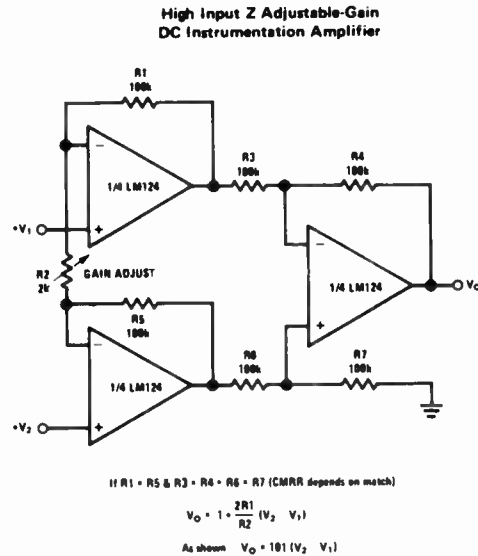 High Input Z Adjustable-Gain
DC Instrumentation Amplifier
R1
100k
R3
100k
R4
100k
1/4 LM124
+V1
R2
2k
GAIN ADJUST
1/4 LM124
VO
R5
100k
R6
100k
R7
100k
1/4 LM124
+V2
If R1 = R5 & R3 = R4 = R6 = R7 (CMRR depends on match)
VO = 1 + 2R1/R2 (V2 V1)
As shown VO = 101 (V2 V1)